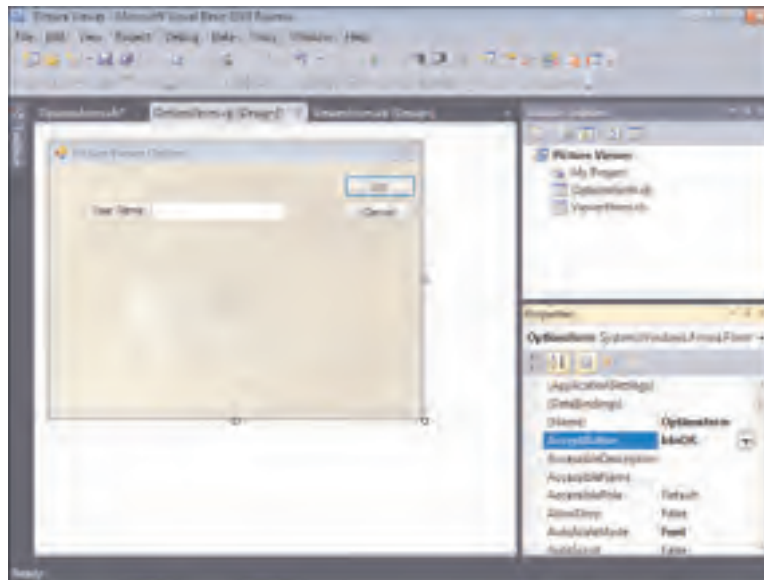 Picture Viewer - Microsoft Visual Basic 2010 Express
File Edit View Project Debug Data Tools Window Help
OptionsForm.vb [Design]
ViewerForm.vb [Design]
Picture Viewer Options
OK
User Name:
Cancel
Picture Viewer
My Project
OptionsForm.vb
ViewerForm.vb
Properties
OptionsForm System.Windows.Forms.Form
(ApplicationSettings)
(DataBindings)
(Name) OptionsForm
AcceptButton btnOK
AccessibleDescription
AccessibleName
AccessibleRole Default
AllowDrop False
AutoScaleMode Font
AutoScroll False
Ready